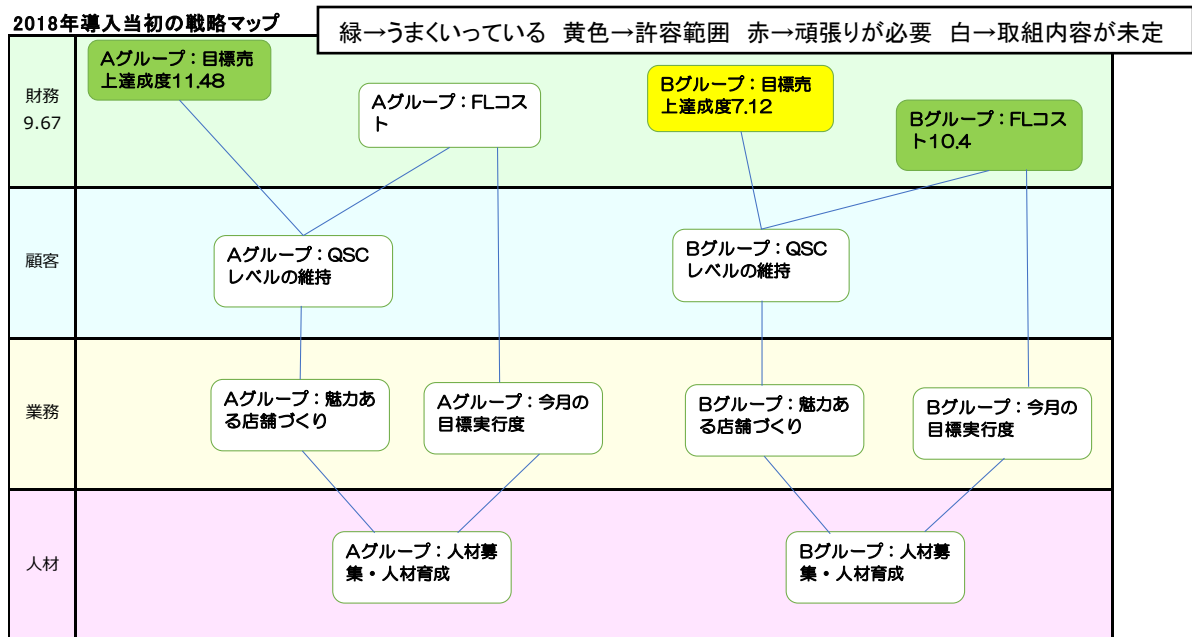 2018年導入当初の戦略マップ
緑→うまくいっている 黄色→許容範囲 赤→頑張りが必要 白→取組内容が未定
財務
9.67
Aグループ：目標売
上達成度11.48
Aグループ：FLコス
ト
Bグループ：目標売
上達成度7.12
Bグループ：FLコス
ト10.4
顧客
Aグループ：QSC
レベルの維持
Bグループ：QSC
レベルの維持
業務
Aグループ：魅力あ
る店舗づくり
Aグループ：今月の
目標実行度
Bグループ：魅力あ
る店舗づくり
Bグループ：今月の
目標実行度
人材
Aグループ：人材募
集・人材育成
Bグループ：人材募
集・人材育成